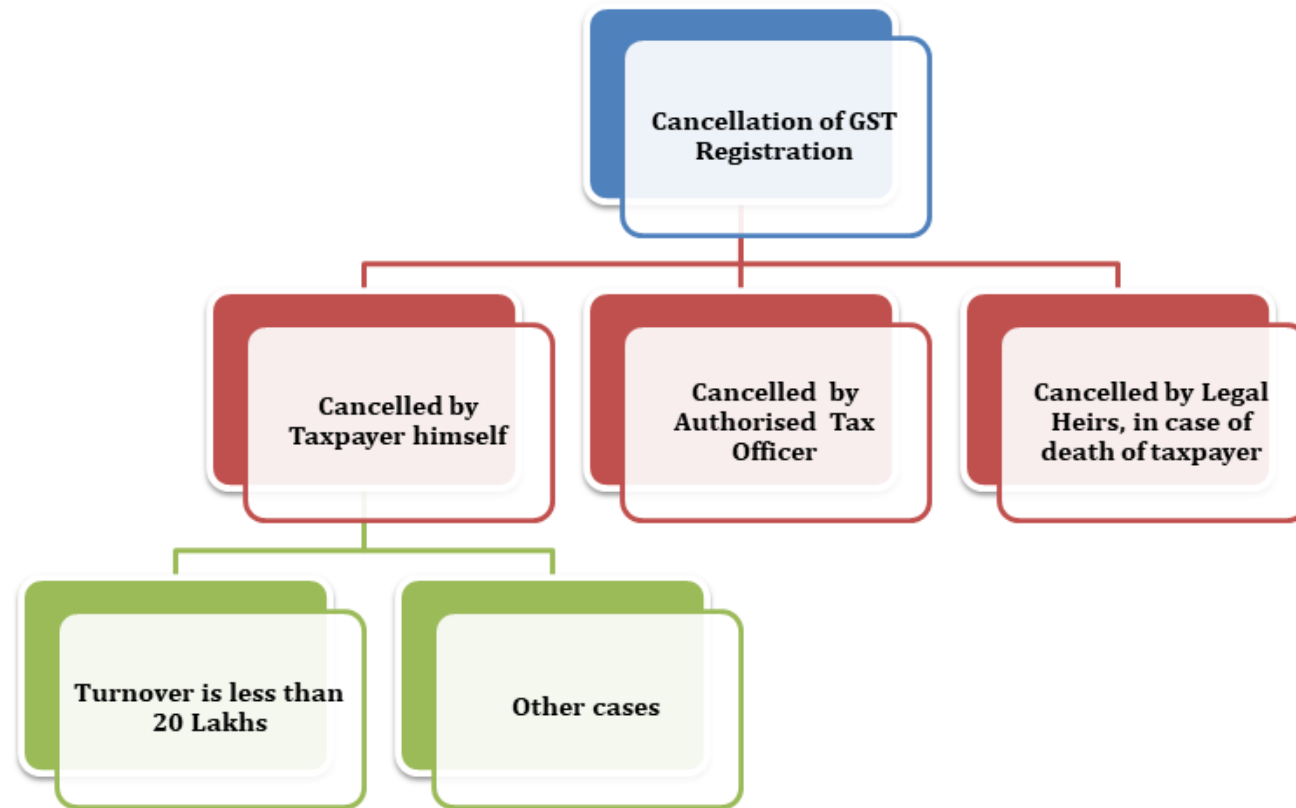 Cancellation of GST
Registration
Cancelled by
Taxpayer himself
Cancelled by
Authorised Tax
Officer
Cancelled by Legal
Heirs, in case of
death of taxpayer
Turnover is less than
20 Lakhs
Other cases